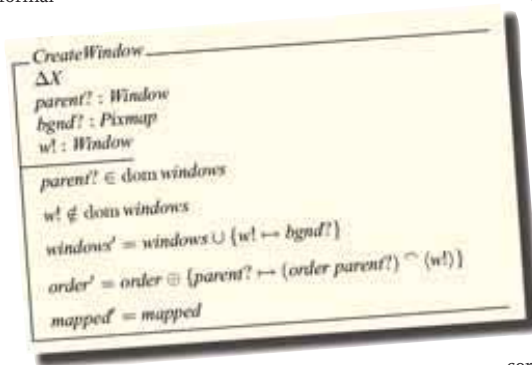 ormal
CreateWindow
ΔX
parent? : Window
bgnd? : Pixmap
w! : Window
parent? ∈ dom windows
w! ∉ dom windows
windows′ = windows ∪ {w! ↦ bgnd?}
order′ = order ⊕ {parent? ↦ (order parent?) ⌢ ⟨w!⟩}
mapped′ = mapped